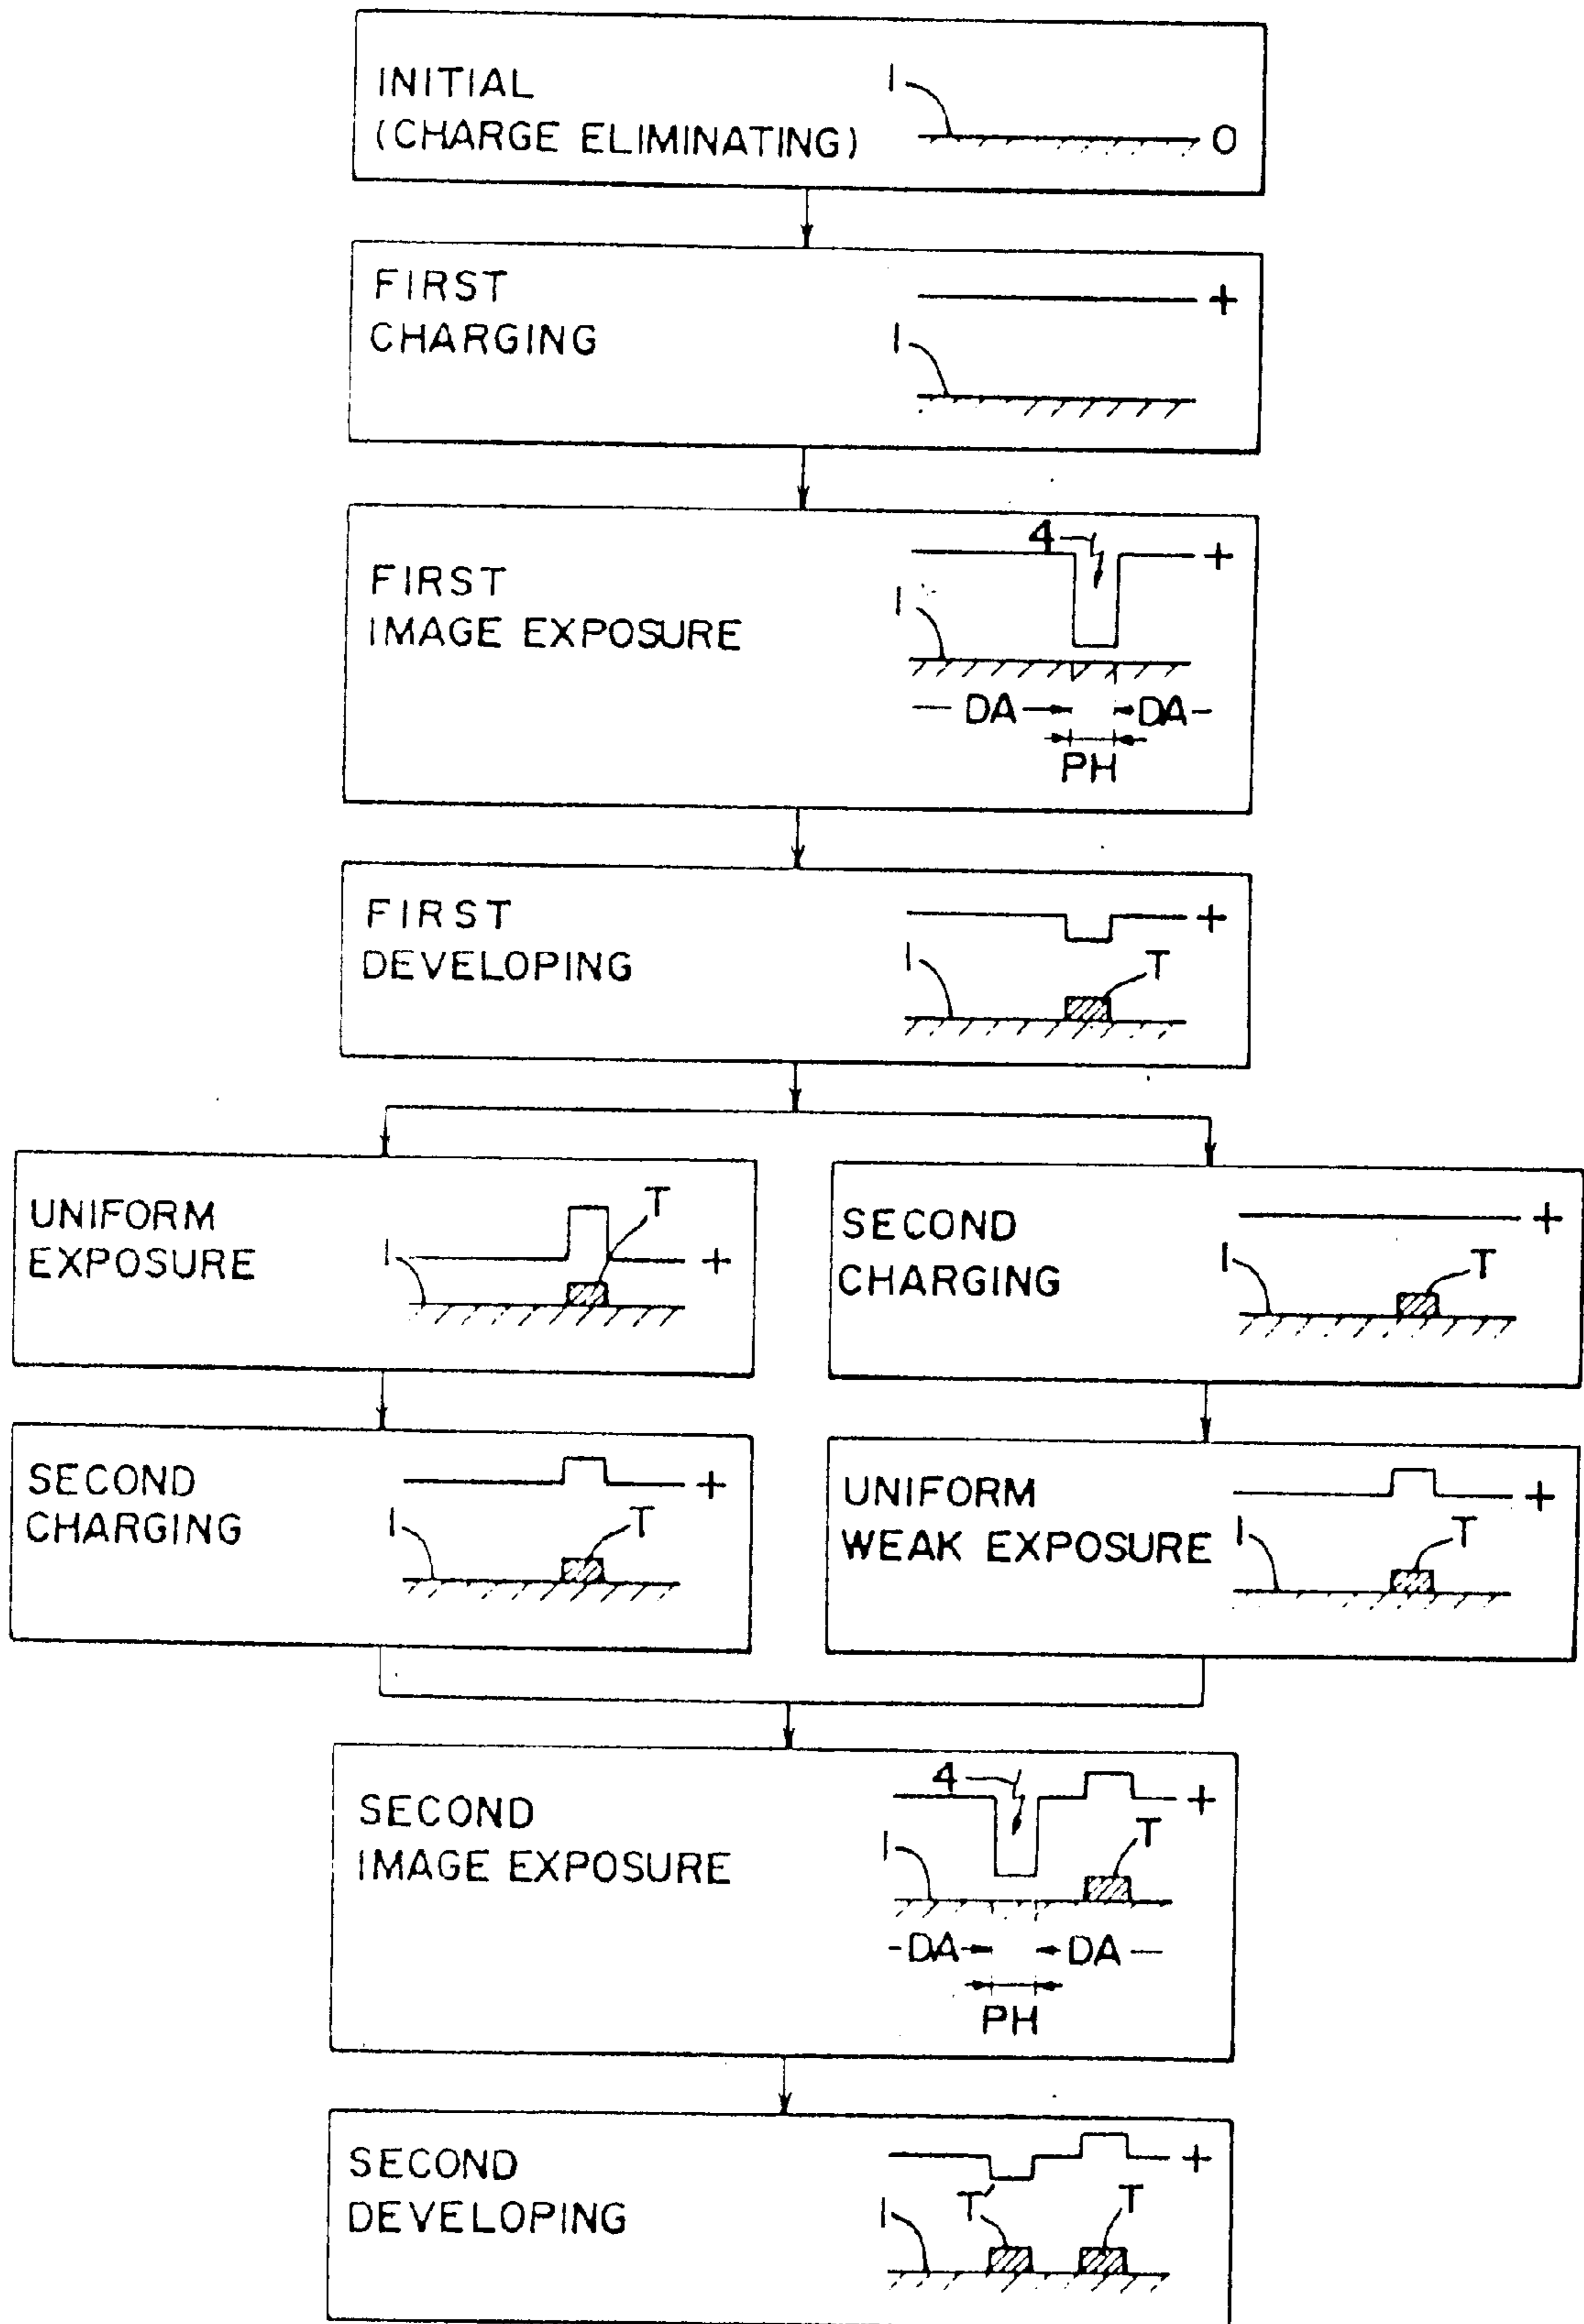 INITIAL
(CHARGE ELIMINATING)
1
0
FIRST
CHARGING
+
1
FIRST
IMAGE EXPOSURE
4
+
1
DA
DA
PH
FIRST
DEVELOPING
+
1
T
UNIFORM
EXPOSURE
T
1
+
SECOND
CHARGING
+
1
T
SECOND
CHARGING
+
1
T
UNIFORM
WEAK EXPOSURE
+
1
T
SECOND
IMAGE EXPOSURE
4
+
1
T
DA
DA
PH
SECOND
DEVELOPING
+
1
T'
T